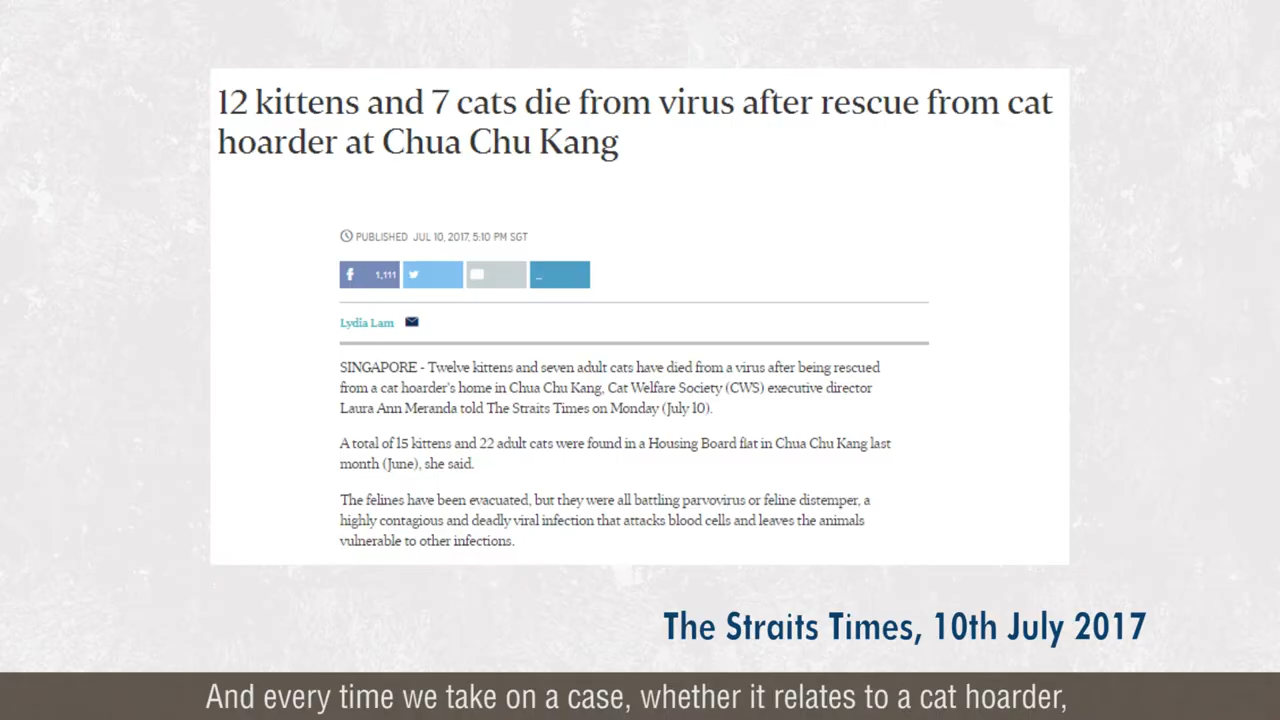 12 kittens and 7 cats die from virus after rescue from cat
hoarder at Chua Chu Kang
PUBLISHED JUL 10, 2017, 5:10 PM SGT
1,111
Lydia Lam
SINGAPORE - Twelve kittens and seven adult cats have died from a virus after being rescued
from a cat hoarder's home in Chua Chu Kang, Cat Welfare Society (CWS) executive director
Laura Ann Meranda told The Straits Times on Monday (July 10).
A total of 15 kittens and 22 adult cats were found in a Housing Board flat in Chua Chu Kang last
month (June), she said.
The felines have been evacuated, but they were all battling parvovirus or feline distemper, a
highly contagious and deadly viral infection that attacks blood cells and leaves the animals
vulnerable to other infections.
The Straits Times, 10th July 2017
And every time we take on a case, whether it relates to a cat hoarder,